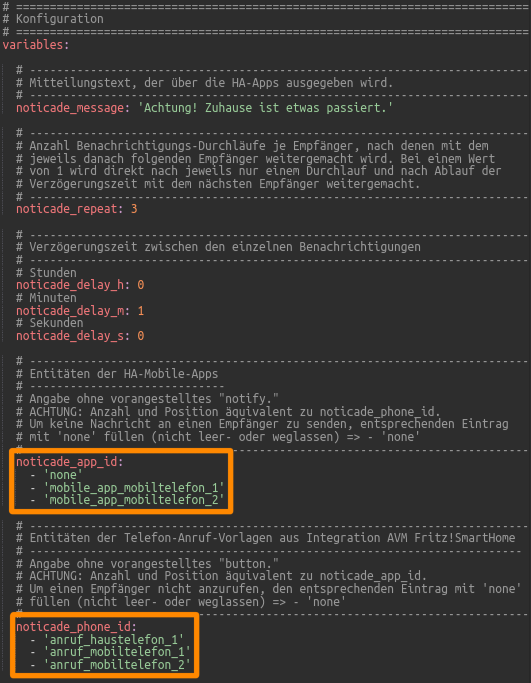 # ===========================================================================
# Konfiguration
# ===========================================================================
variables:
# -------------------------------------------------------------------------
# Mitteilungstext, der über die HA-Apps ausgegeben wird.
# -------------------------------------------------------------------------
noticade_message: 'Achtung! Zuhause ist etwas passiert.'
# -------------------------------------------------------------------------
# Anzahl Benachrichtigungs-Durchläufe je Empfänger, nach denen mit dem
# jeweils danach folgenden Empfänger weitergemacht wird. Bei einem Wert
# von 1 wird direkt nach jeweils nur einem Durchlauf und nach Ablauf der
# Verzögerungszeit mit dem nächsten Empfänger weitergemacht.
# -------------------------------------------------------------------------
noticade_repeat: 3
# -------------------------------------------------------------------------
# Verzögerungszeit zwischen den einzelnen Benachrichtigungen
# -------------------------------------------------------------------------
# Stunden
noticade_delay_h: 0
# Minuten
noticade_delay_m: 1
# Sekunden
noticade_delay_s: 0
# -------------------------------------------------------------------------
# Entitäten der HA-Mobile-Apps
# -----------------------------
# Angabe ohne vorangestelltes "notify."
# ACHTUNG: Anzahl und Position äquivalent zu noticade_phone_id.
# Um keine Nachricht an einen Empfänger zu senden, entsprechenden Eintrag
# mit 'none' füllen (nicht leer- oder weglassen) => - 'none'
# -------------------------------------------------------------------------
noticade_app_id:
- 'none'
- 'mobile_app_mobiltelefon_1'
- 'mobile_app_mobiltelefon_2'
# -------------------------------------------------------------------------
# Entitäten der Telefon-Anruf-Vorlagen aus Integration AVM Fritz!SmartHome
# -------------------------------------------------------------------------
# Angabe ohne vorangestelltes "button."
# ACHTUNG: Anzahl und Position äquivalent zu noticade_app_id.
# Um einen Empfänger nicht anzurufen, den entsprechenden Eintrag mit 'none'
# füllen (nicht leer- oder weglassen) => - 'none'
# -------------------------------------------------------------------------
noticade_phone_id:
- 'anruf_haustelefon_1'
- 'anruf_mobiltelefon_1'
- 'anruf_mobiltelefon_2'